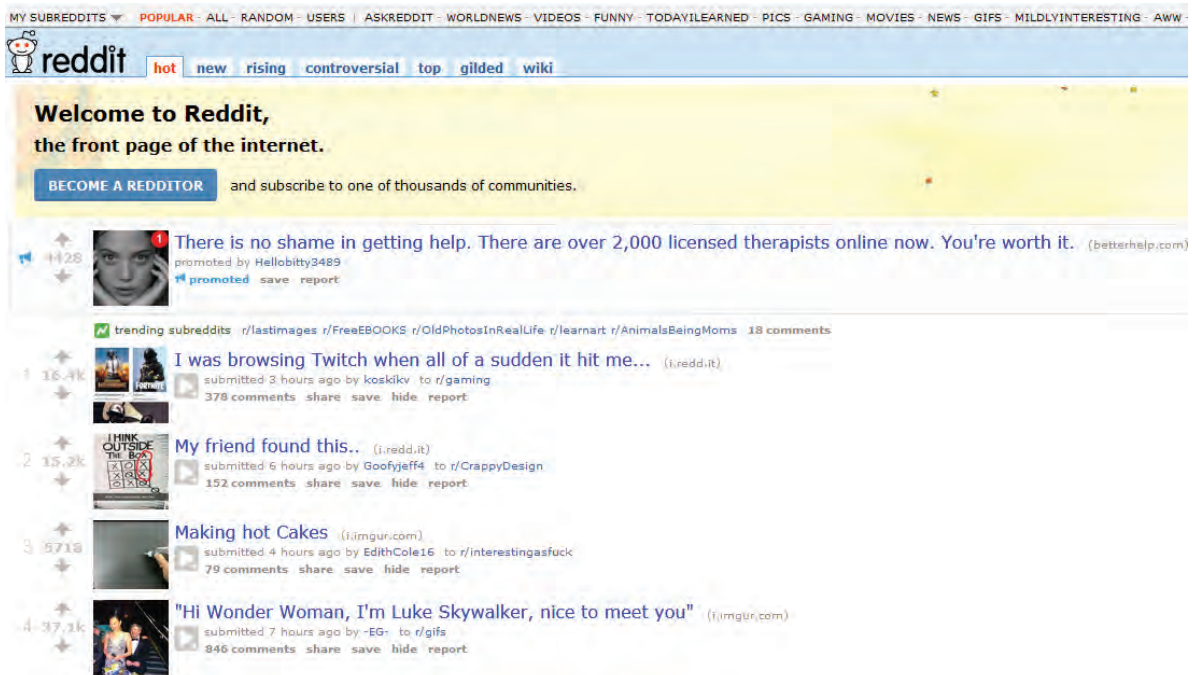 MY SUBREDDITS POPULAR - ALL - RANDOM - USERS | ASKREDDIT - WORLDNEWS - VIDEOS - FUNNY - TODAYILEARNED - PICS - GAMING - MOVIES - NEWS - GIFS - MILDLYINTERESTING - AWW -
reddit hot new rising controversial top gilded wiki
Welcome to Reddit,
the front page of the internet.
BECOME A REDDITOR and subscribe to one of thousands of communities.
1
There is no shame in getting help. There are over 2,000 licensed therapists online now. You're worth it. (betterhelp.com)
4428 promoted by Hellobitty3489
promoted save report
trending subreddits r/lastimages r/FreeEBOOKS r/OldPhotosInRealLife r/learnart r/AnimalsBeingMoms 18 comments
I was browsing Twitch when all of a sudden it hit me... (i.redd.it)
1 16.4k submitted 3 hours ago by koskikv to r/gaming
FORTNITE
378 comments share save hide report
THINK
OUTSIDE
THE BOX
My friend found this.. (i.redd.it)
2 15.2k submitted 6 hours ago by Goofyjeff4 to r/CrappyDesign
152 comments share save hide report
Making hot Cakes (i.imgur.com)
3 5718 submitted 4 hours ago by EdithCole16 to r/interestingasfuck
79 comments share save hide report
"Hi Wonder Woman, I'm Luke Skywalker, nice to meet you" (i.imgur.com)
4 37.1k submitted 7 hours ago by -EG- to r/gifs
846 comments share save hide report